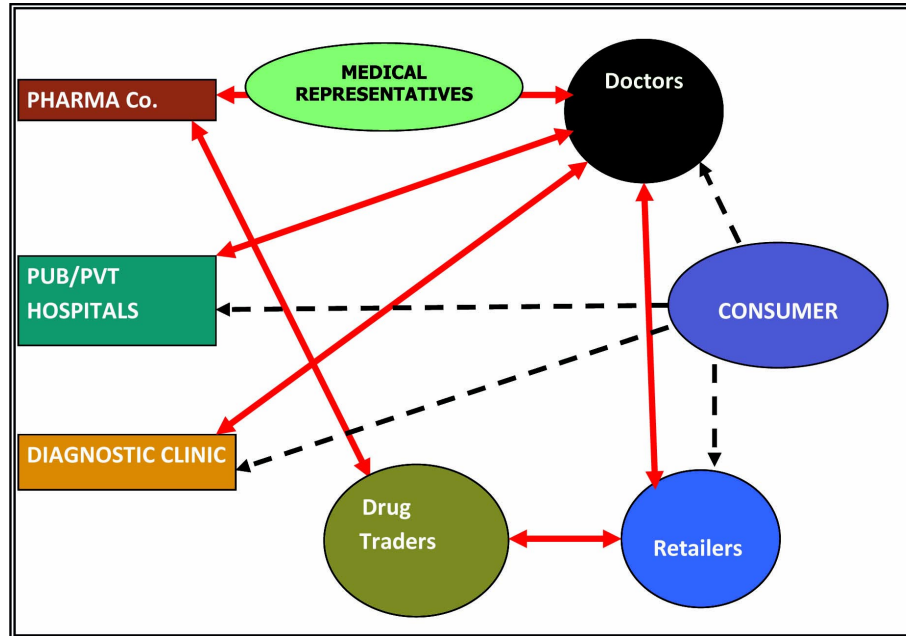 MEDICAL
REPRESENTATIVES
Doctors
PHARMA Co.
PUB/PVT
HOSPITALS
CONSUMER
DIAGNOSTIC CLINIC
Drug
Traders
Retailers